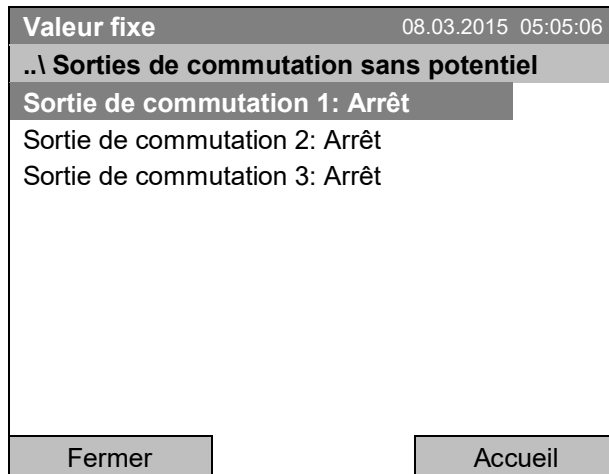 Valeur fixe 08.03.2015 05:05:06
..\ Sorties de commutation sans potentiel
Sortie de commutation 1: Arrêt
Sortie de commutation 2: Arrêt
Sortie de commutation 3: Arrêt
Fermer Accueil